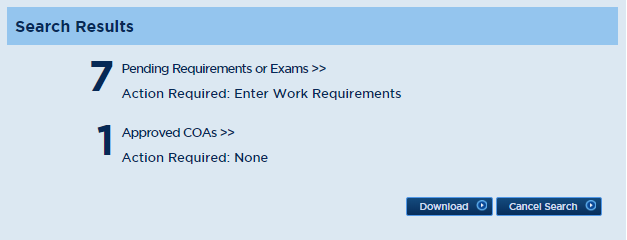 Search Results
7 Pending Requirements or Exams >>
Action Required: Enter Work Requirements
1 Approved COAs >>
Action Required: None
Download Cancel Search